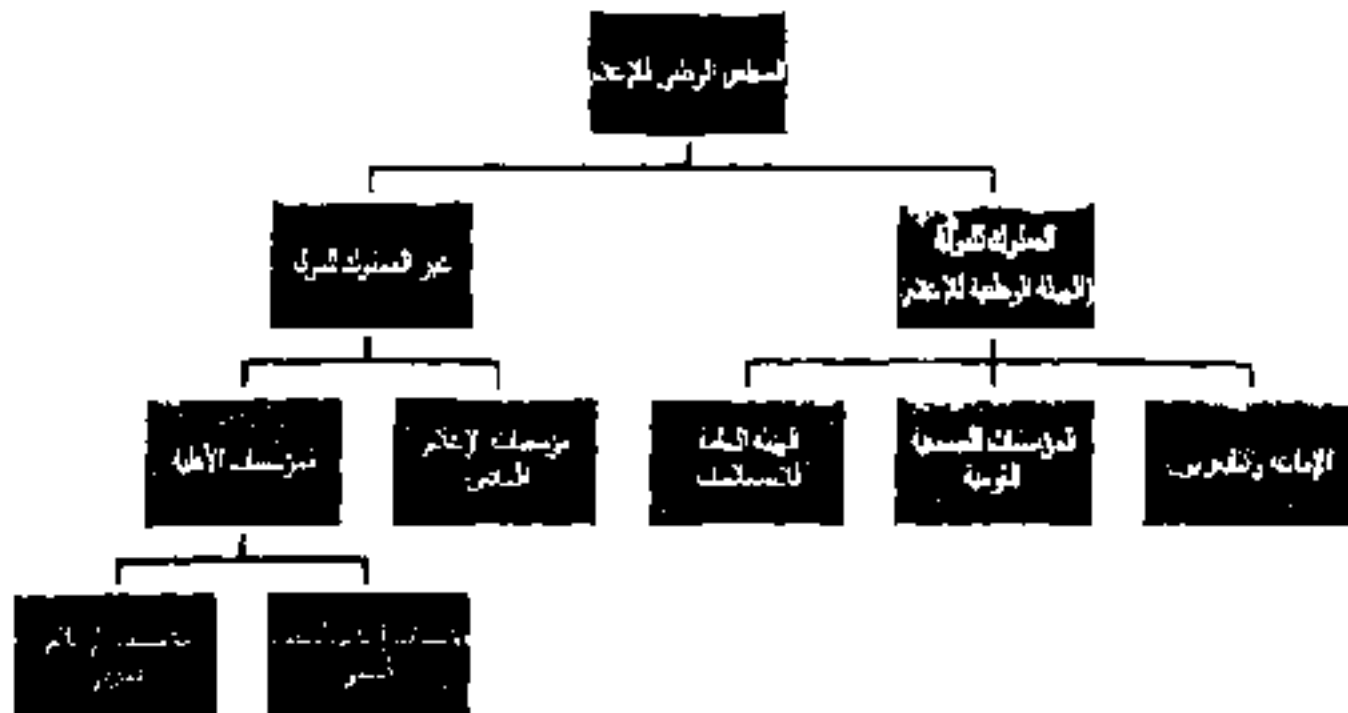 المجلس الوطني للإعلام
المملوك للدولة
(الهيئة الوطنية للإعلام)
غير المملوك للدولة
الإذاعة والتليفزيون
المؤسسات الصحفية
القومية
الهيئة العامة
للاستعلامات
مؤسسات الإعلام
الخاص
المؤسسات الأهلية